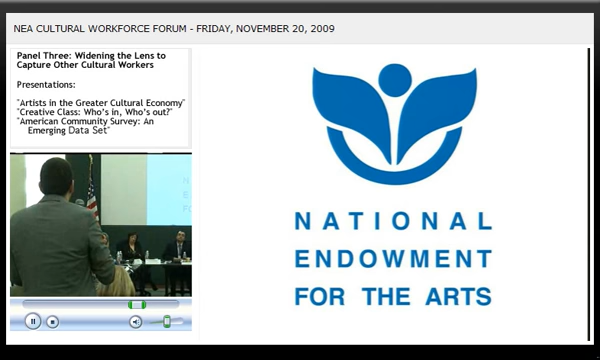 NEA CULTURAL WORKFORCE FORUM - FRIDAY, NOVEMBER 20, 2009
Panel Three: Widening the Lens to
Capture Other Cultural Workers
Presentations:
"Artists in the Greater Cultural Economy"
"Creative Class: Who's in, Who's out?"
"American Community Survey: An
Emerging Data Set"
NATIONAL
ENDOWMENT
FOR THE ARTS